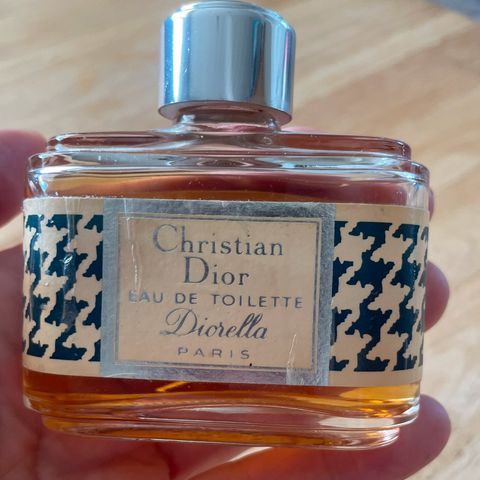 Christian
Dior
EAU DE TOILETTE
Diorella
PARIS